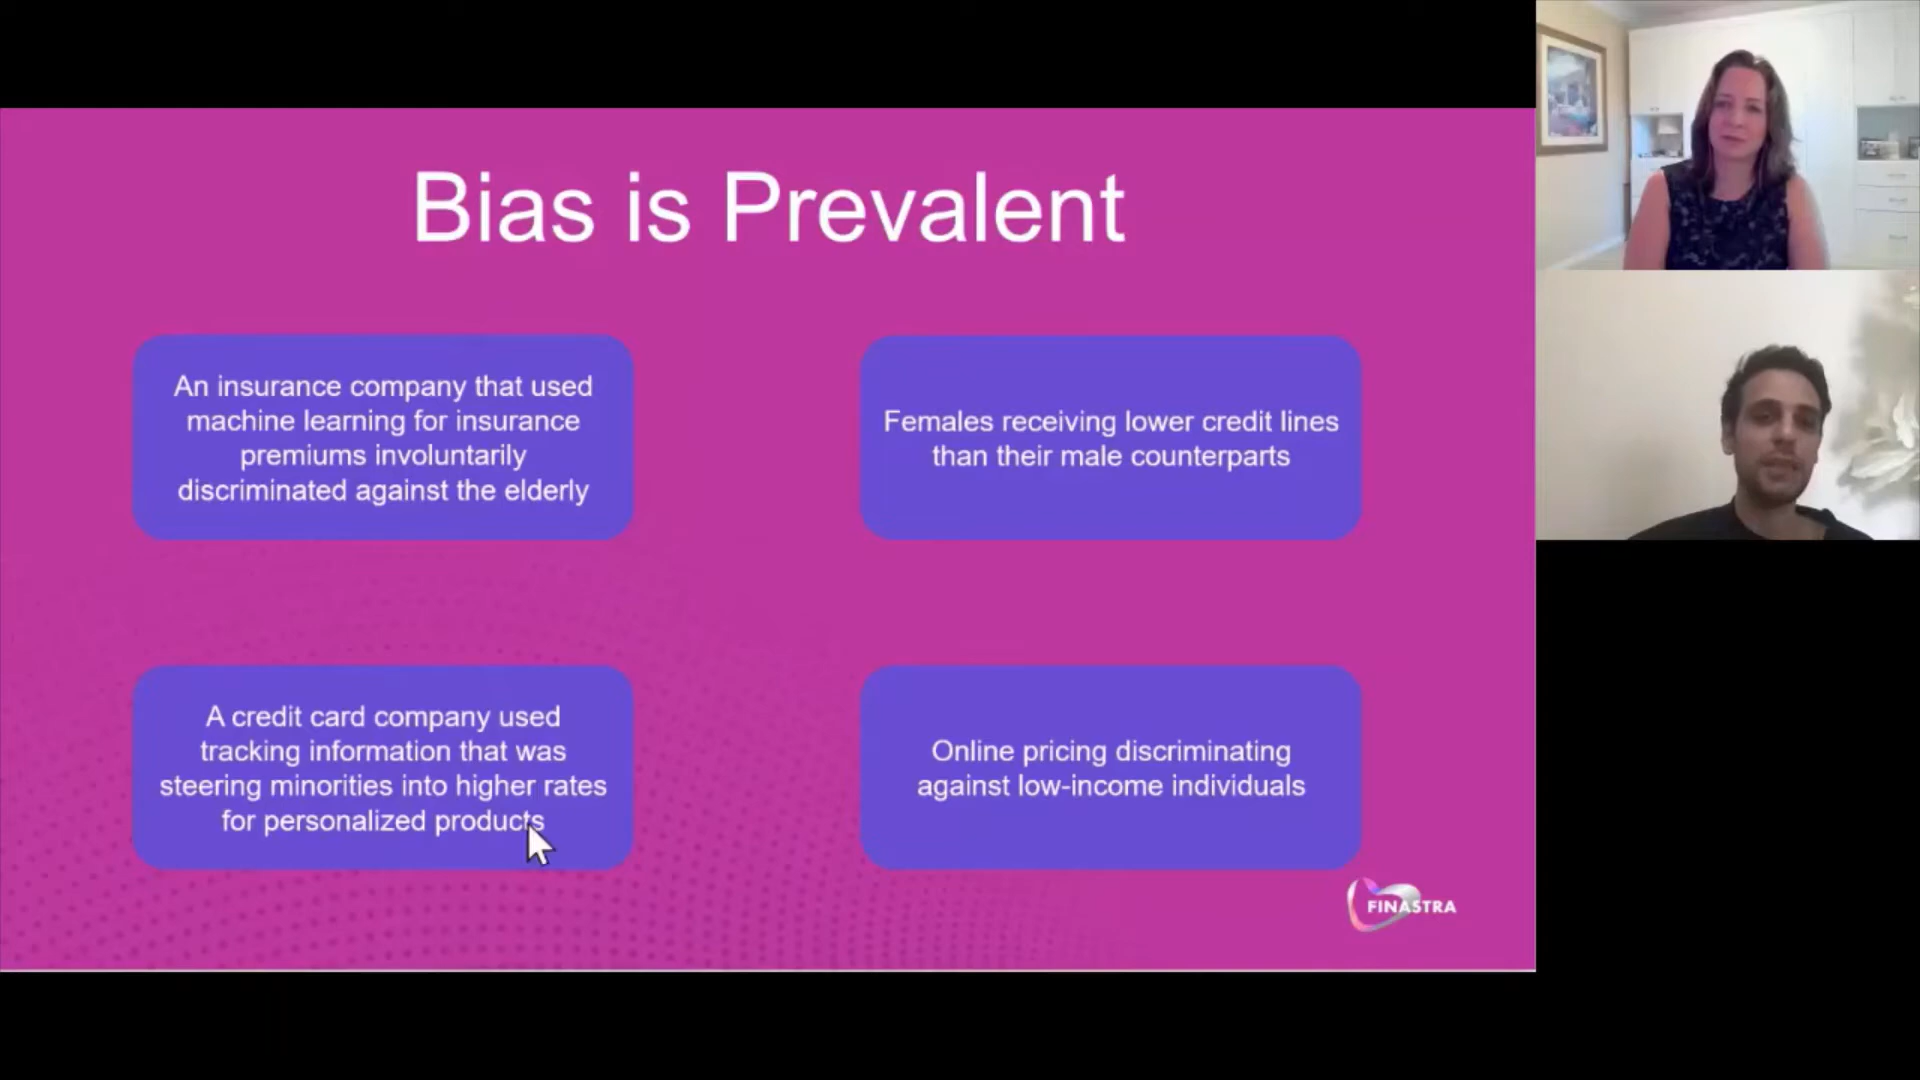 Bias is Prevalent
An insurance company that used
machine learning for insurance
premiums involuntarily
discriminated against the elderly
Females receiving lower credit lines
than their male counterparts
A credit card company used
tracking information that was
steering minorities into higher rates
for personalized products
Online pricing discriminating
against low-income individuals
FINASTRA